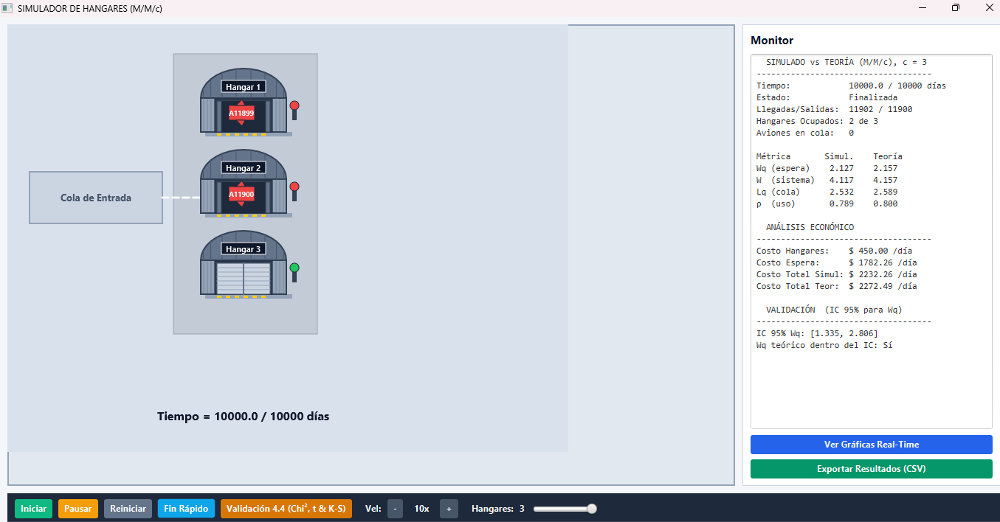 SIMULADOR DE HANGARES (M/M/c)
Hangar 1
A11899
Hangar 2
A11900
Hangar 3
Cola de Entrada
Tiempo = 10000.0 / 10000 días
Monitor
SIMULADO vs TEORÍA (M/M/c), c = 3
------------------------------------
Tiempo: 10000.0 / 10000 días
Estado: Finalizada
Llegadas/Salidas: 11902 / 11900
Hangares Ocupados: 2 de 3
Aviones en cola: 0
Métrica Simul. Teoría
Wq (espera) 2.127 2.157
W (sistema) 4.117 4.157
Lq (cola) 2.532 2.589
ρ (uso) 0.789 0.800
ANÁLISIS ECONÓMICO
------------------------------------
Costo Hangares: $ 450.00 /día
Costo Espera: $ 1782.26 /día
Costo Total Simul: $ 2232.26 /día
Costo Total Teor: $ 2272.49 /día
VALIDACIÓN (IC 95% para Wq)
------------------------------------
IC 95% Wq: [1.335, 2.806]
Wq teórico dentro del IC: Sí
Ver Gráficas Real-Time
Exportar Resultados (CSV)
Iniciar Pausar Reiniciar Fin Rápido Validación 4.4 (Chi², t & K-S) Vel: - 10x + Hangares: 3